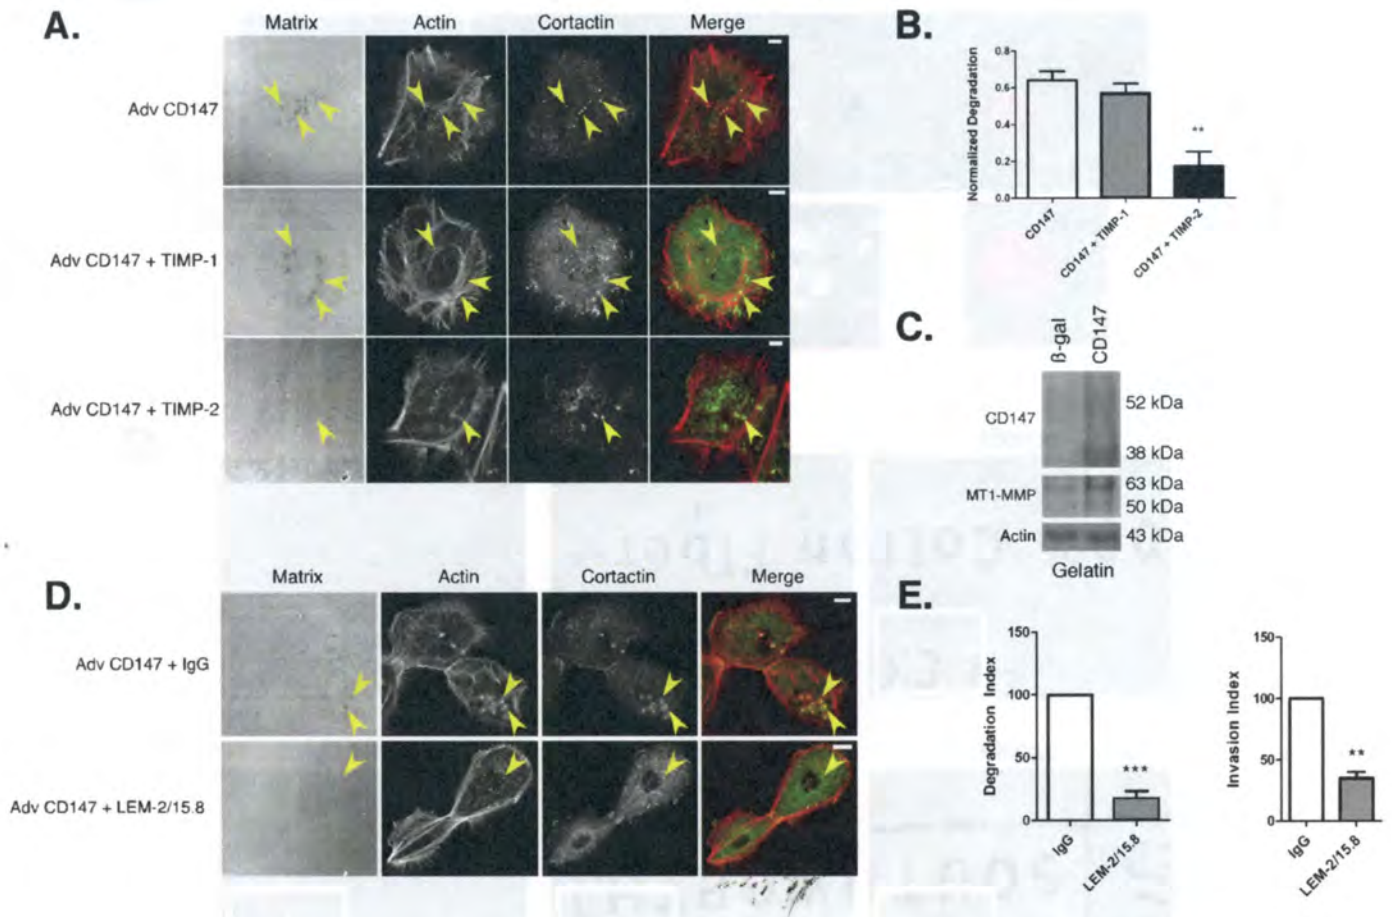 A.
Matrix Actin Cortactin Merge
Adv CD147
Adv CD147 + TIMP-1
Adv CD147 + TIMP-2
B.
Normalized Degradation
0.8
0.6
0.4
0.2
0.0
**
CD147
CD147 + TIMP-1
CD147 + TIMP-2
C.
β-gal
CD147
CD147
52 kDa
38 kDa
MT1-MMP
63 kDa
50 kDa
Actin
43 kDa
Gelatin
D.
Matrix Actin Cortactin Merge
Adv CD147 + IgG
Adv CD147 + LEM-2/15.8
E.
Degradation Index
150
100
50
0
***
IgG
LEM-2/15.8
Invasion Index
150
100
50
0
**
IgG
LEM-2/15.8